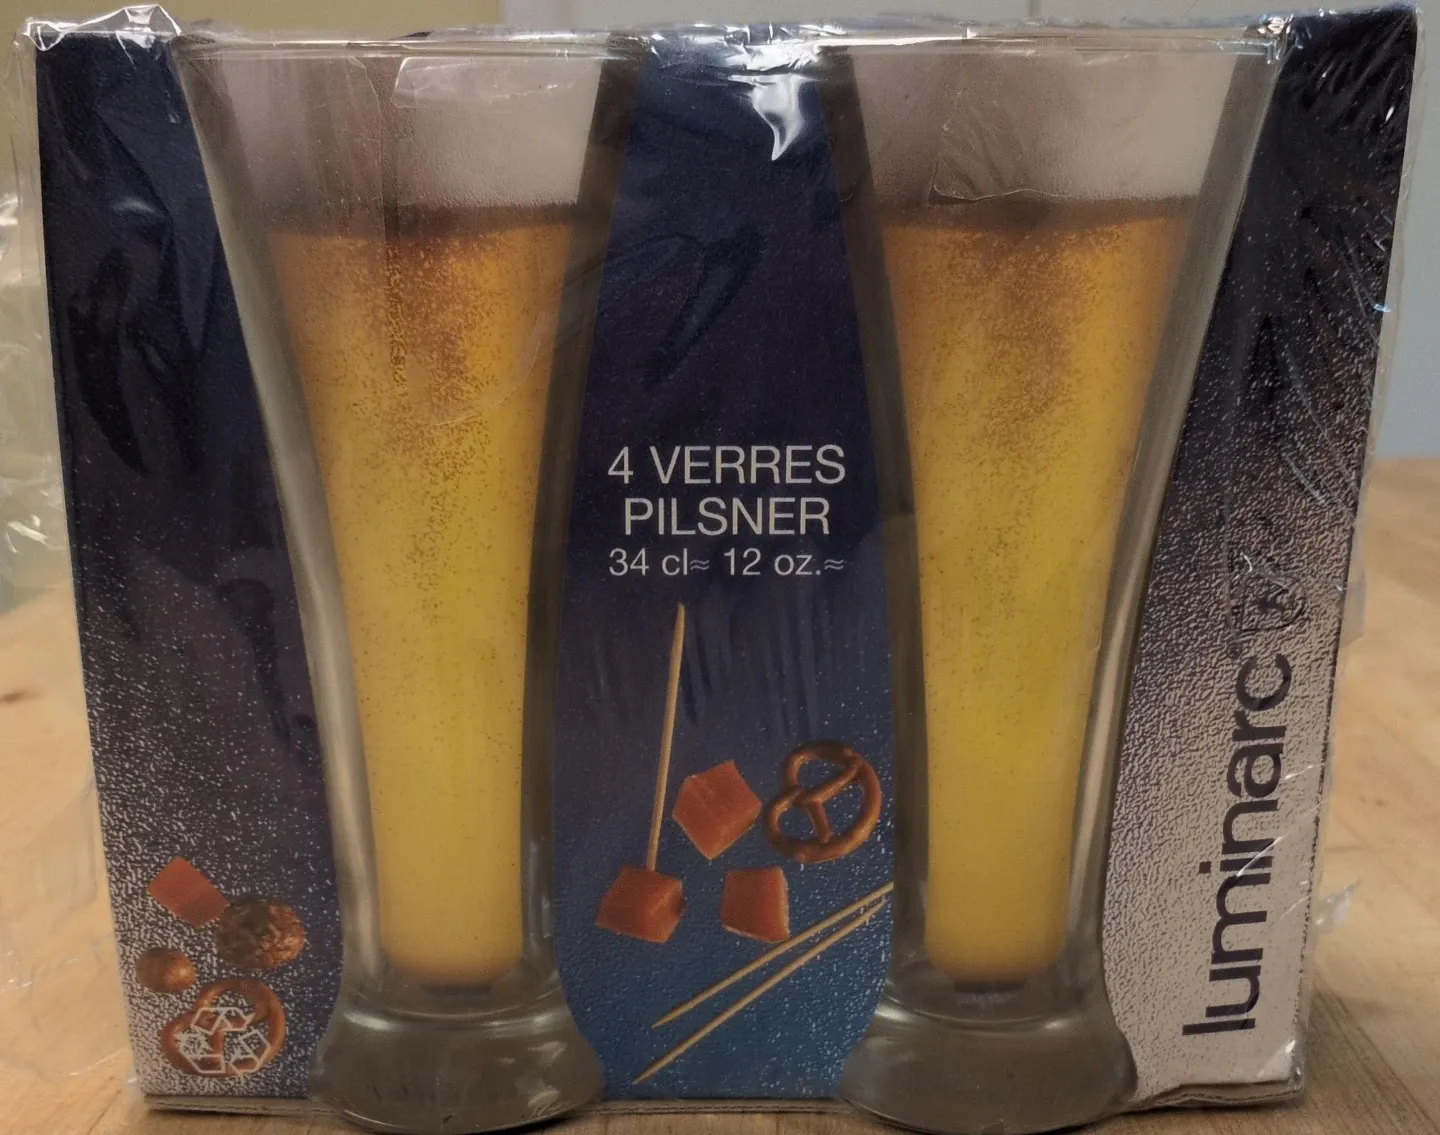 4 VERRES
PILSNER
34 cl≈ 12 oz.≈
luminarc